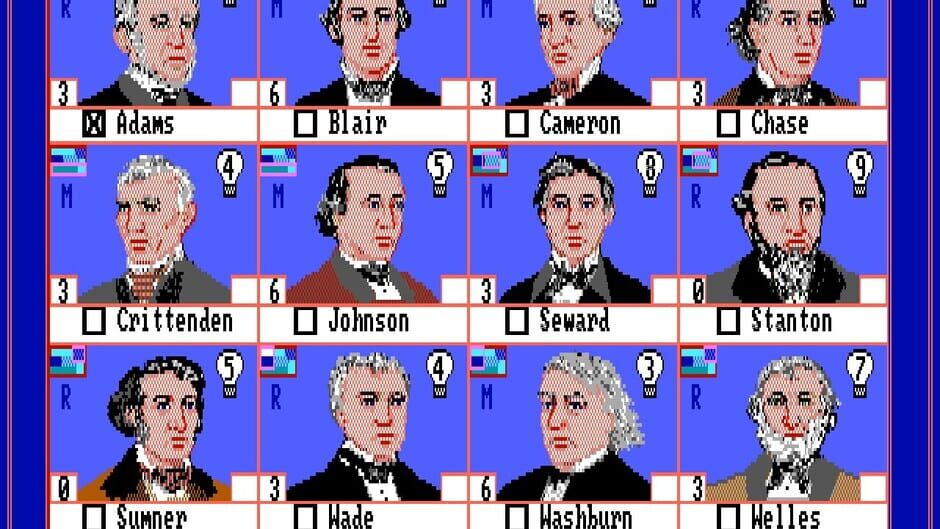 R M M R
3 6 3 3
Adams Blair Cameron Chase
4 5 8 9
M M M R
3 6 3 0
Crittenden Johnson Seward Stanton
5 4 3 7
R R M R
0 3 6 3
Sumner Wade Washburn Welles